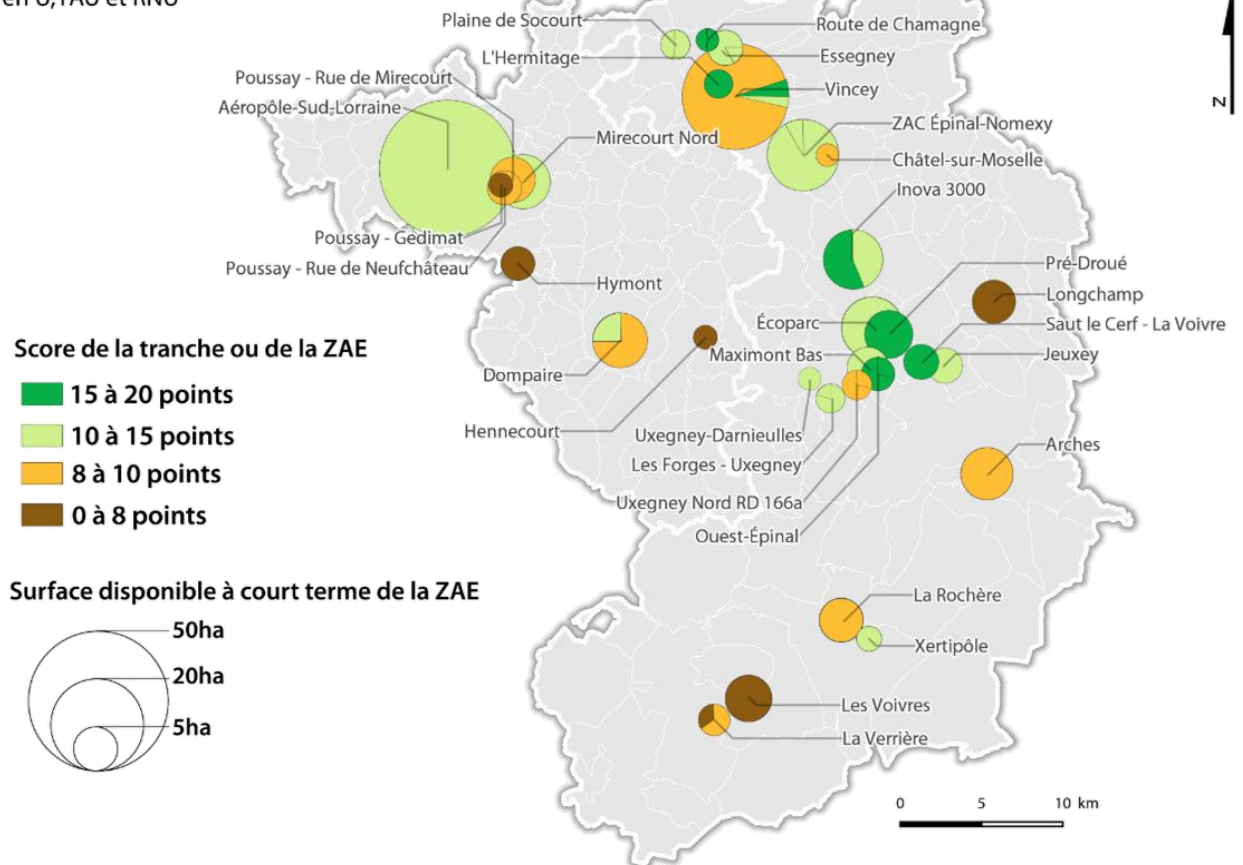 en U,1AU et RNU
Plaine de Socourt
Route de Chamagne
L'Hermitage
Essegney
Poussay - Rue de Mirecourt
Vincey
Aéropôle-Sud-Lorraine
ZAC Épinal-Nomexy
Mirecourt Nord
Châtel-sur-Moselle
Inova 3000
Poussay - Gédimat
Poussay - Rue de Neufchâteau
Hymont
Pré-Droué
Longchamp
Écoparc
Saut le Cerf - La Voivre
Maximont Bas
Jeuxey
Dompaire
Hennecourt
Uxegney-Darnieulles
Les Forges - Uxegney
Arches
Uxegney Nord RD 166a
Ouest-Épinal
La Rochère
Xertipôle
Les Voivres
La Verrière
Score de la tranche ou de la ZAE
15 à 20 points
10 à 15 points
8 à 10 points
0 à 8 points
Surface disponible à court terme de la ZAE
50ha
20ha
5ha
N
0 5 10 km